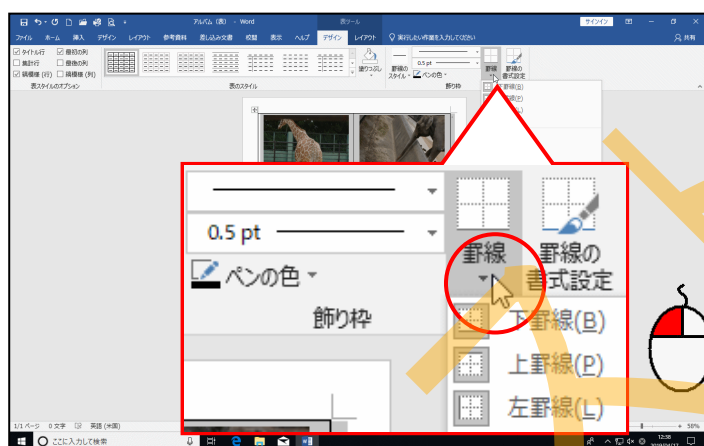 アルバム (表) - Word
表ツール
サインイン
ファイル ホーム 挿入 デザイン レイアウト 参考資料 差し込み文書 校閲 表示 ヘルプ デザイン レイアウト 実行したい作業を入力してください 共有
タイトル行 最初の列
集計行 最後の列
縞模様 (行) 縞模様 (列)
表スタイルのオプション
表のスタイル
塗りつぶし
罫線の
スタイル
0.5 pt
ペンの色
飾り枠
罫線
罫線の
書式設定
下罫線(B)
0.5 pt
ペンの色
飾り枠
罫線
罫線の
書式設定
下罫線(B)
上罫線(P)
左罫線(L)
1/1 ページ 0 文字 英語 (米国)
50%
ここに入力して検索
12:38